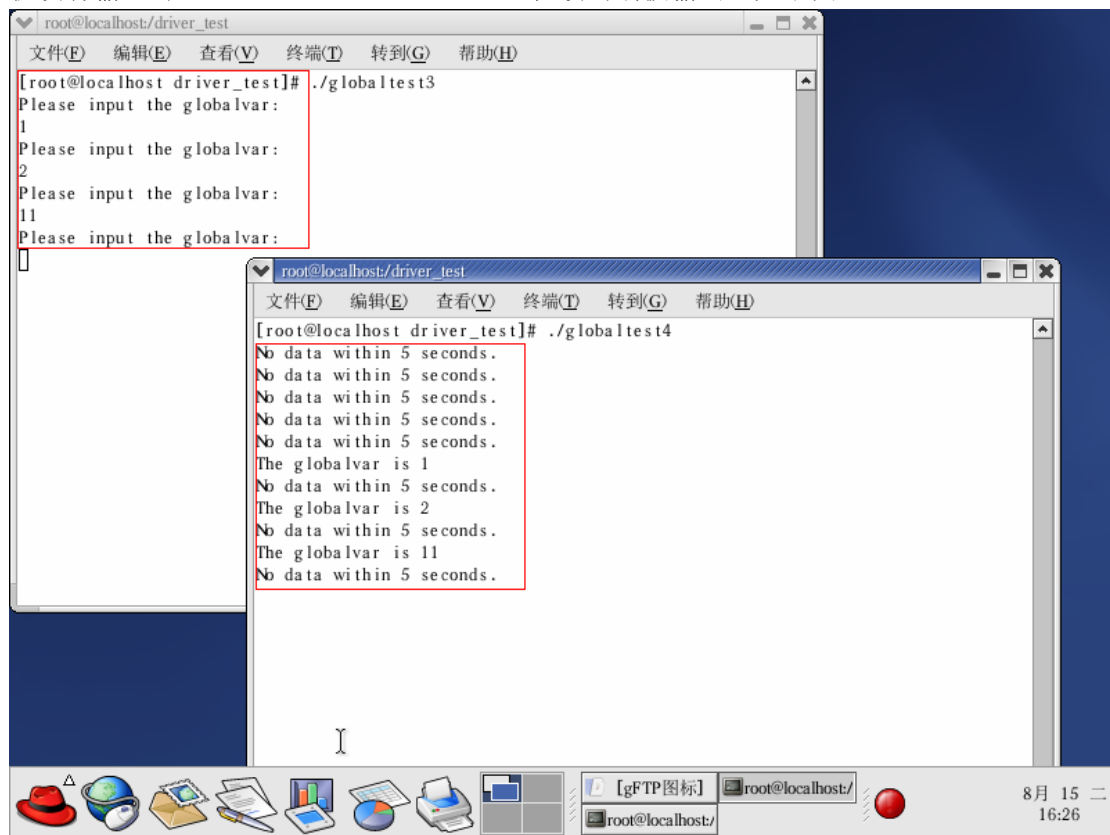 root@localhost:/driver_test
文件(F) 编辑(E) 查看(V) 终端(T) 转到(G) 帮助(H)
[root@localhost driver_test]# ./globaltest3
Please input the globalvar:
1
Please input the globalvar:
2
Please input the globalvar:
11
Please input the globalvar:
root@localhost:/driver_test
文件(F) 编辑(E) 查看(V) 终端(T) 转到(G) 帮助(H)
[root@localhost driver_test]# ./globaltest4
No data within 5 seconds.
No data within 5 seconds.
No data within 5 seconds.
No data within 5 seconds.
No data within 5 seconds.
The globalvar is 1
No data within 5 seconds.
The globalvar is 2
No data within 5 seconds.
The globalvar is 11
No data within 5 seconds.
[gFTP图标]
root@localhost:/
root@localhost:/
8月 15 二
16:26